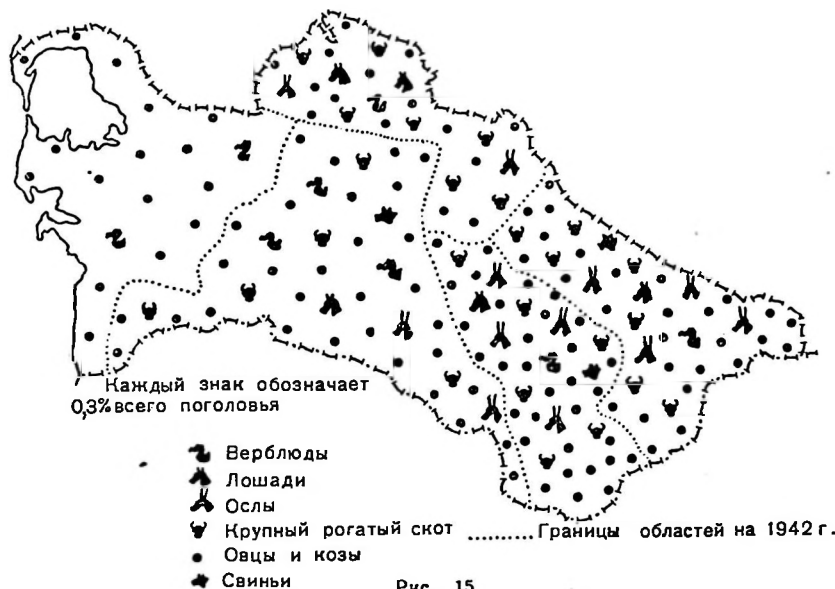 Каждый знак обозначает
0,3% всего поголовья
Верблюды
Лошади
Ослы
Крупный рогатый скот
Границы областей на 1942 г.
Овцы и козы
Свиньи
Рис. 15